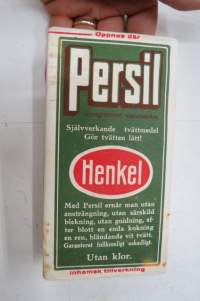 Öppnas där
Persil
Självverkande tvättmedel
Gör tvätten lätt!
Henkel
Med Persil ernår man utan
ansträngning, utan särskild
blekning, utan gnidning, ef-
ter blott en enda kokning
en ren, bländande vit tvätt.
Garanterat fullkomligt oskadligt.
Utan klor.
Inhemsk tillverkning